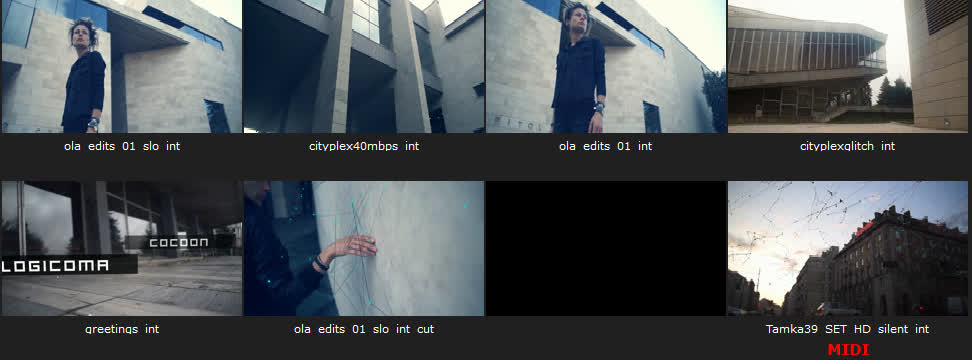 ola edits 01 slo int
cityplex40mbps int
ola edits 01 int
cityplexglitch int
COCOON
LOGICOMA
greetings int
ola edits 01 slo int cut
Tamka39 SET HD silent int
MIDI